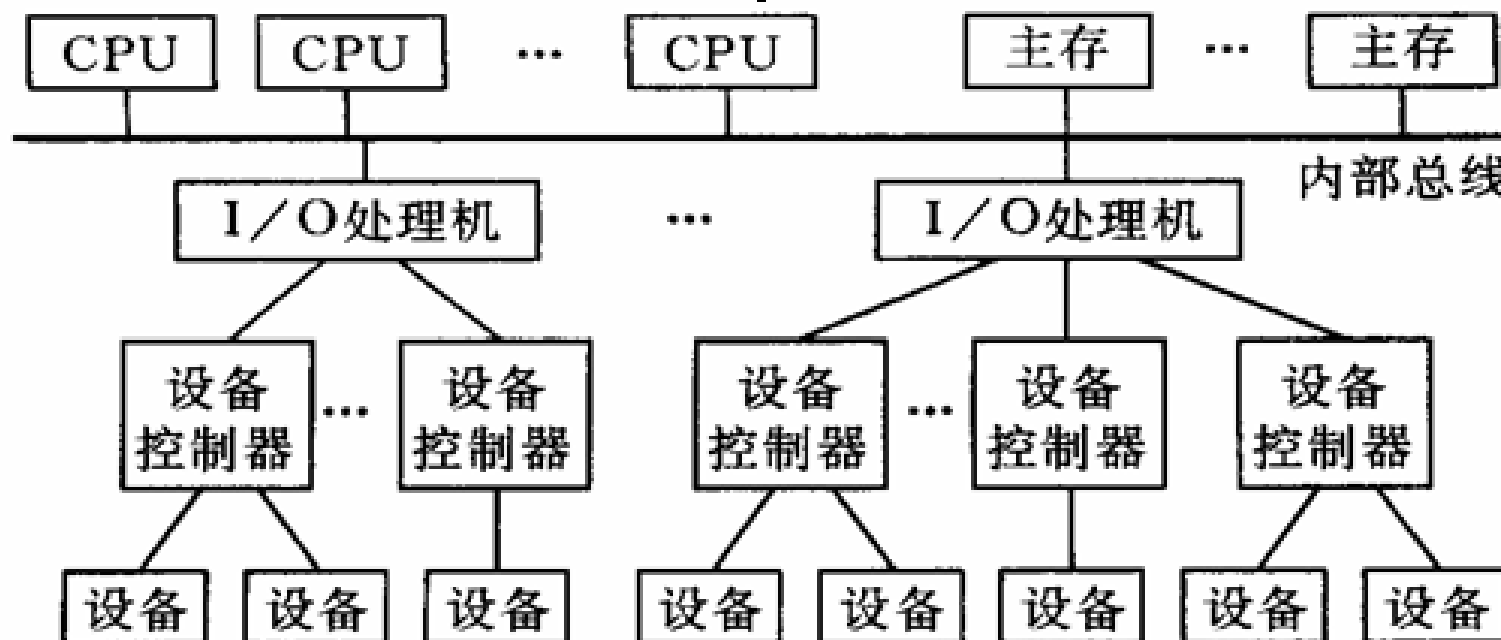 CPU CPU … CPU 主存 … 主存
内部总线
I/O处理机 … I/O处理机
设备 设备 设备 设备 设备
控制器 … 控制器 控制器 … 控制器 控制器
设备 设备 设备 设备 设备 设备 设备 设备